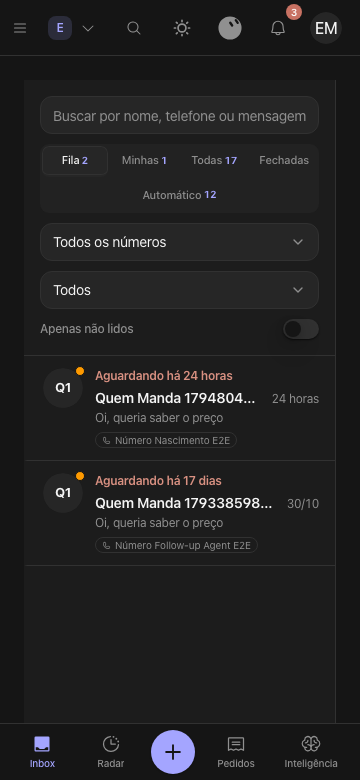 E
3
EM
Buscar por nome, telefone ou mensagem
Fila 2 Minhas 1 Todas 17 Fechadas
Automático 12
Todos os números
Todos
Apenas não lidos
Aguardando há 24 horas
Q1
Quem Manda 1794804... 24 horas
Oi, queria saber o preço
Número Nascimento E2E
Aguardando há 17 dias
Q1
Quem Manda 179338598... 30/10
Oi, queria saber o preço
Número Follow-up Agent E2E
Inbox Radar Pedidos Inteligência